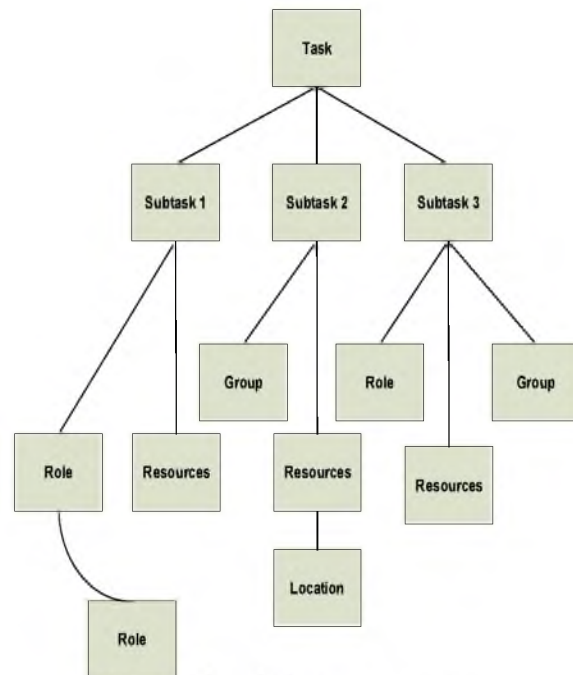 Task
Subtask 1
Subtask 2
Subtask 3
Group
Role
Group
Role
Resources
Resources
Resources
Location
Role